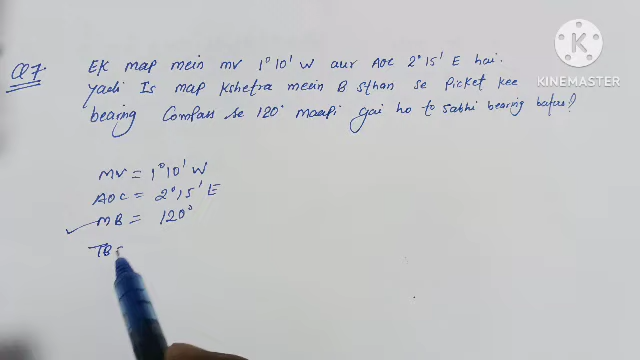 Q7 Ek map mein mv 1°10' W aur AOC 2°15' E hai.
Yadi Is map Kshetra mein B sthan se Picket kee
bearing Compass se 120° Maapi gai ho to sabhi bearing bataye?
MV = 1°10' W
AOC = 2°15' E
MB = 120°
TB =
KINEMASTER